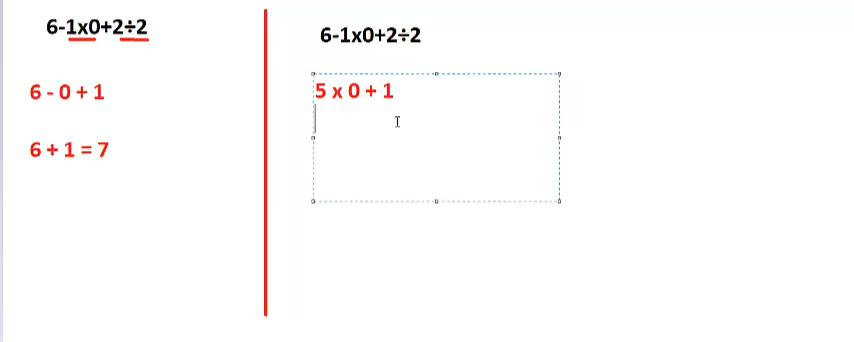 6-1x0+2÷2
6 - 0 + 1
6 + 1 = 7
6-1x0+2÷2
5 x 0 + 1